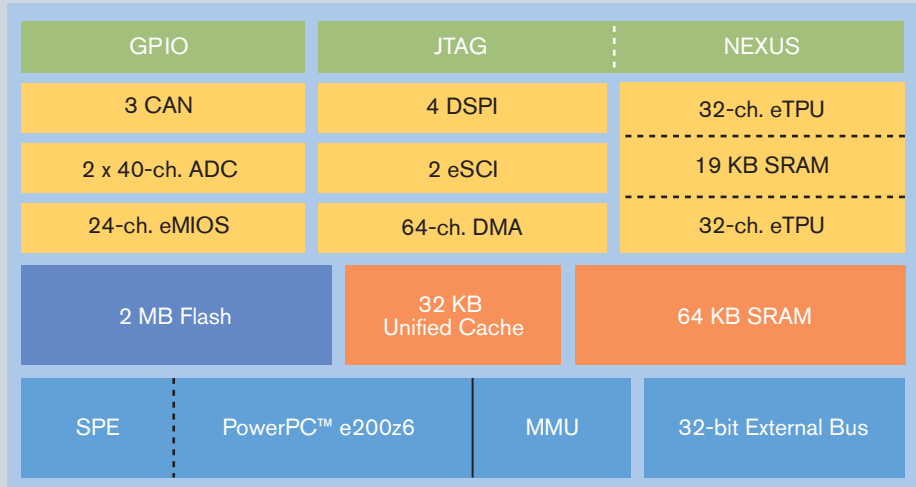 GPIO
JTAG
NEXUS
3 CAN
4 DSPI
32-ch. eTPU
2 x 40-ch. ADC
2 eSCI
19 KB SRAM
24-ch. eMIOS
64-ch. DMA
32-ch. eTPU
2 MB Flash
32 KB
Unified Cache
64 KB SRAM
SPE
PowerPC™ e200z6
MMU
32-bit External Bus